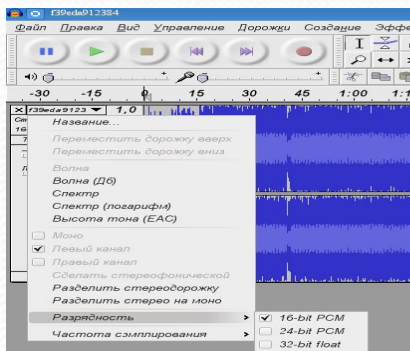 f39eda912384
Файл Правка Вид Управление Дорожки Создание Эффе
-30 -15 0 15 30 45 1:00 1:1
f39eda9123 1,0
Название...
Переместить дорожку вверх
Переместить дорожку вниз
Волна
Волна (Дб)
Спектр
Спектр (логарифм)
Высота тона (EAC)
Моно
Левый канал
Правый канал
Сделать стереофонической
Разделить стереодорожку
Разделить стерео на моно
Разрядность
16-bit PCM
24-bit PCM
Частота сэмплирования
32-bit float